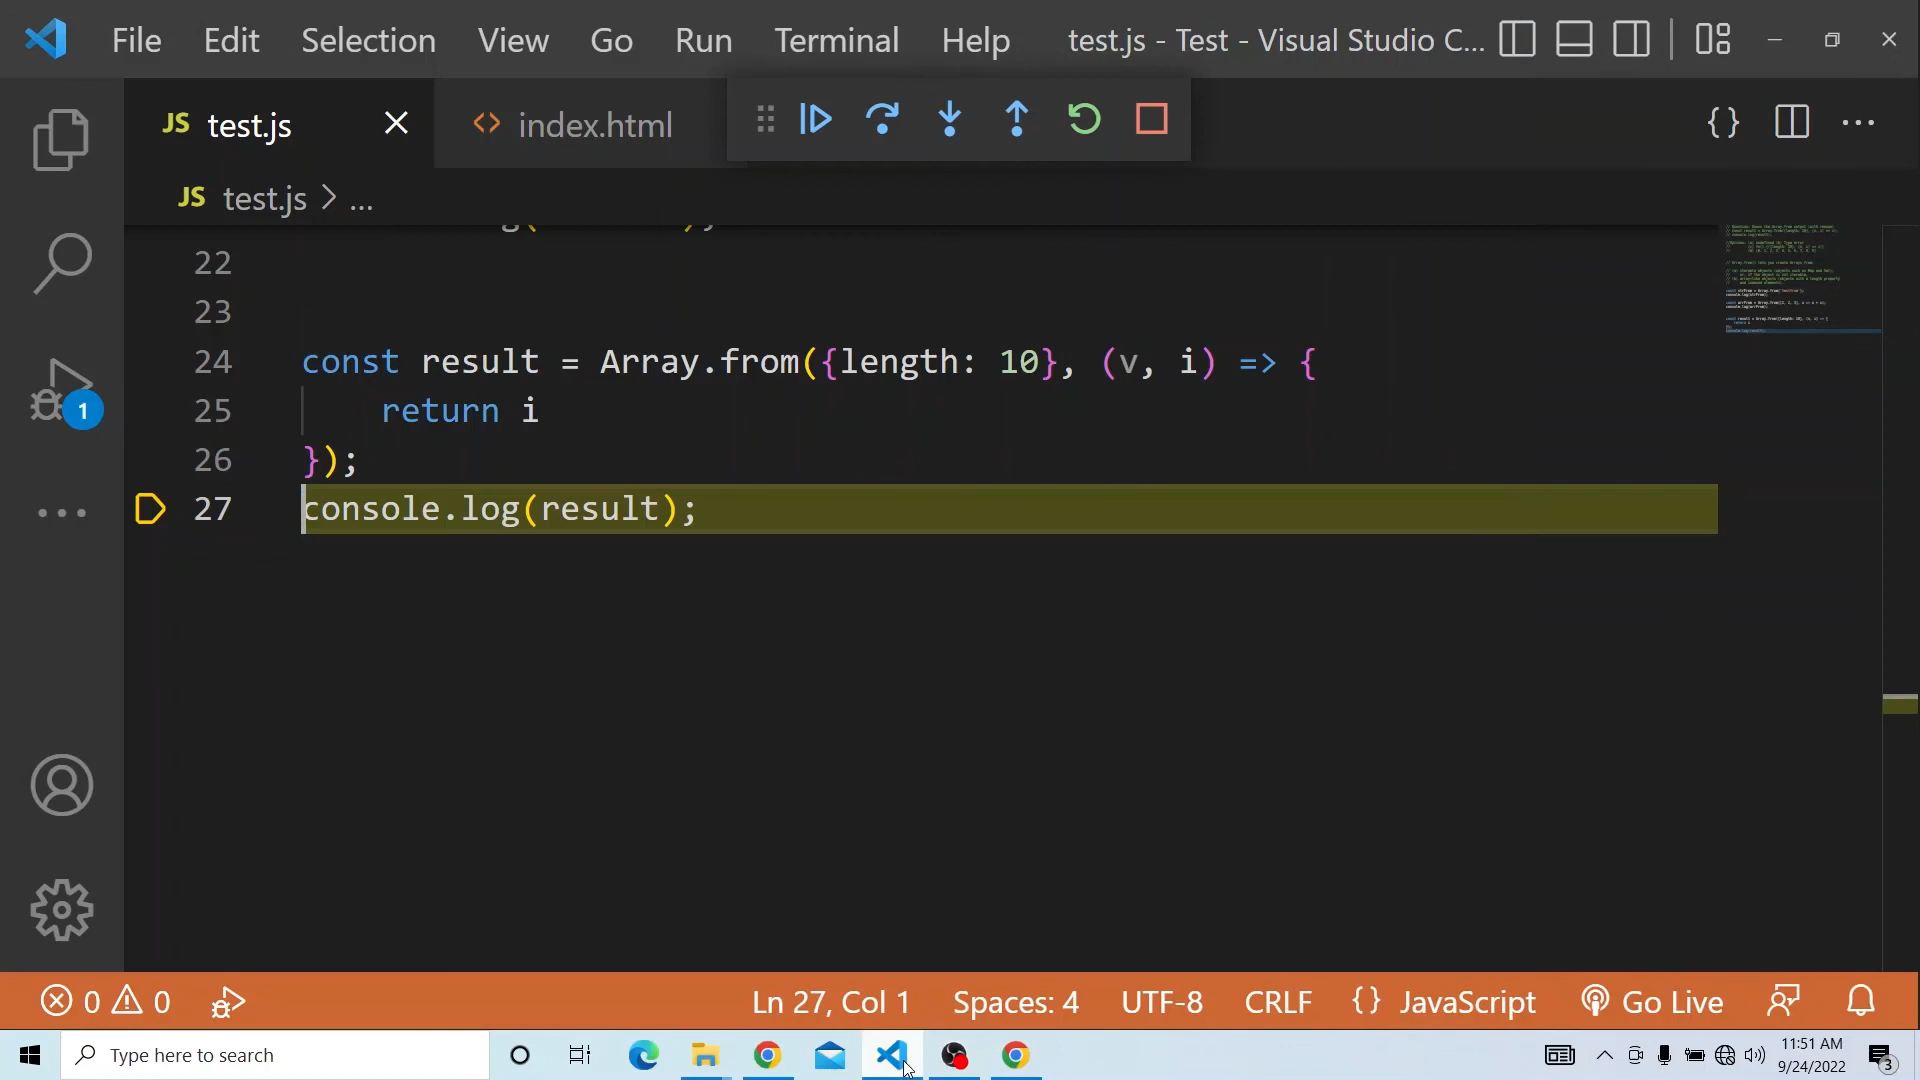 File Edit Selection View Go Run Terminal Help test.js - Test - Visual Studio C...
JS test.js index.html
JS test.js > ...
22
23
24 const result = Array.from({length: 10}, (v, i) => {
25 return i
26 });
27 console.log(result);
1
0 0 Ln 27, Col 1 Spaces: 4 UTF-8 CRLF {} JavaScript Go Live
Type here to search
11:51 AM
9/24/2022
3